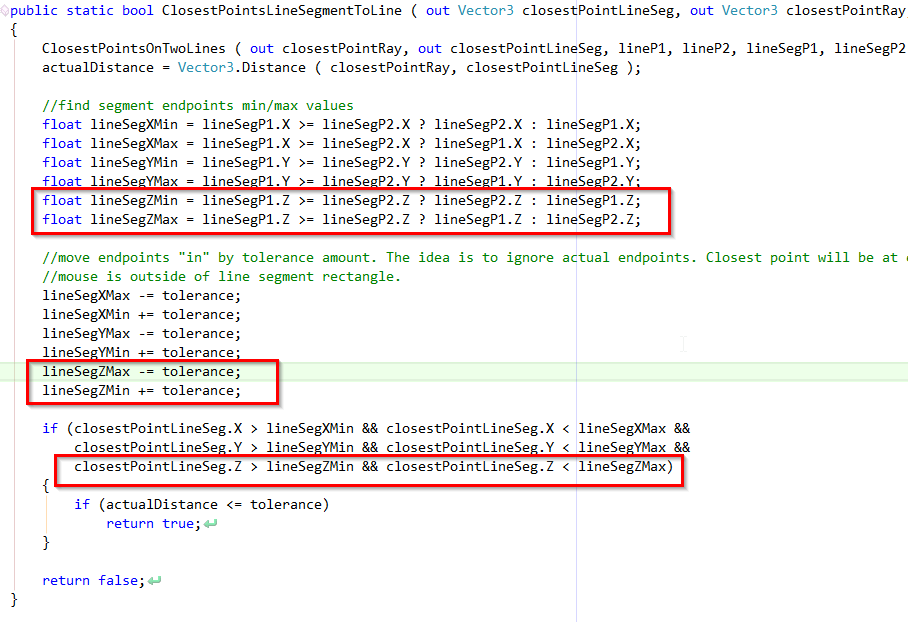 public static bool ClosestPointsLineSegmentToLine ( out Vector3 closestPointLineSeg, out Vector3 closestPointRay
{
ClosestPointsOnTwoLines ( out closestPointRay, out closestPointLineSeg, lineP1, lineP2, lineSegP1, lineSegP2
actualDistance = Vector3.Distance ( closestPointRay, closestPointLineSeg );
//find segment endpoints min/max values
float lineSegXMin = lineSegP1.X >= lineSegP2.X ? lineSegP2.X : lineSegP1.X;
float lineSegXMax = lineSegP1.X >= lineSegP2.X ? lineSegP1.X : lineSegP2.X;
float lineSegYMin = lineSegP1.Y >= lineSegP2.Y ? lineSegP2.Y : lineSegP1.Y;
float lineSegYMax = lineSegP1.Y >= lineSegP2.Y ? lineSegP1.Y : lineSegP2.Y;
float lineSegZMin = lineSegP1.Z >= lineSegP2.Z ? lineSegP2.Z : lineSegP1.Z;
float lineSegZMax = lineSegP1.Z >= lineSegP2.Z ? lineSegP1.Z : lineSegP2.Z;
//move endpoints "in" by tolerance amount. The idea is to ignore actual endpoints. Closest point will be at
//mouse is outside of line segment rectangle.
lineSegXMax -= tolerance;
lineSegXMin += tolerance;
lineSegYMax -= tolerance;
lineSegYMin += tolerance;
lineSegZMax -= tolerance;
lineSegZMin += tolerance;
if (closestPointLineSeg.X > lineSegXMin && closestPointLineSeg.X < lineSegXMax &&
closestPointLineSeg.Y > lineSegYMin && closestPointLineSeg.Y < lineSegYMax &&
closestPointLineSeg.Z > lineSegZMin && closestPointLineSeg.Z < lineSegZMax)
{
if (actualDistance <= tolerance)
return true;
}
return false;
}